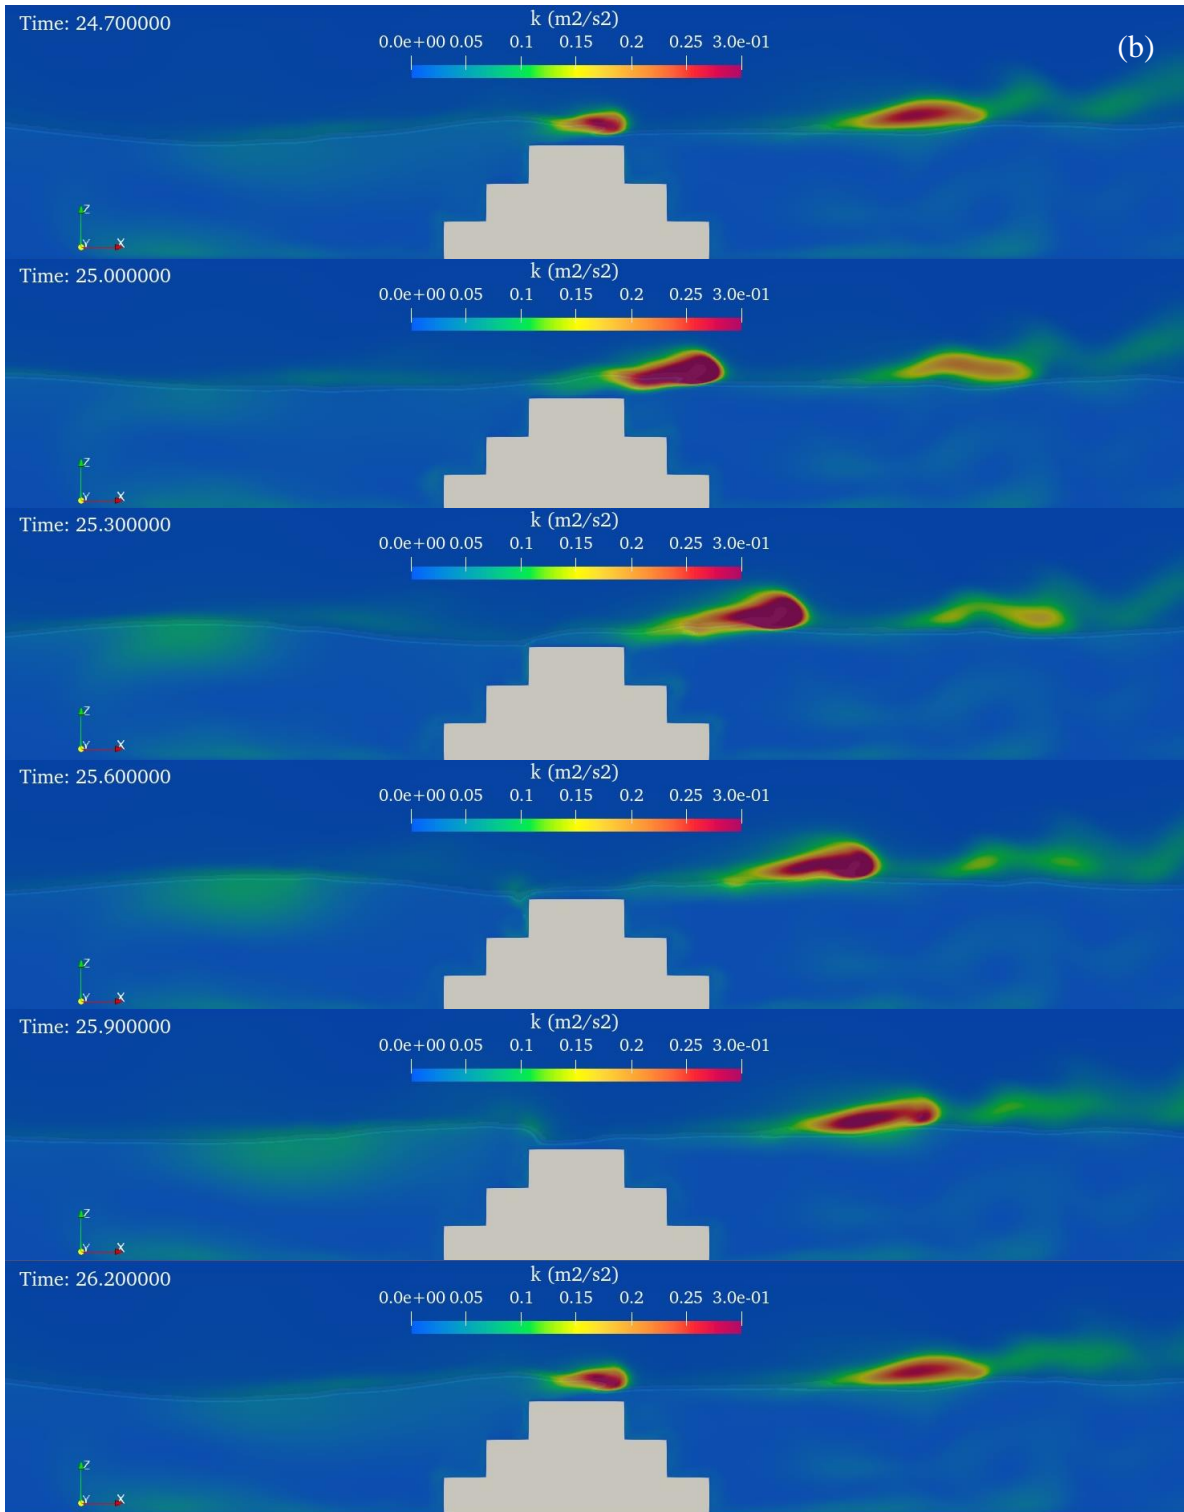 Time: 24.700000
k (m2/s2)
0.0e+00 0.05 0.1 0.15 0.2 0.25 3.0e-01
(b)
Z
Y X
Time: 25.000000
k (m2/s2)
0.0e+00 0.05 0.1 0.15 0.2 0.25 3.0e-01
Z
Y X
Time: 25.300000
k (m2/s2)
0.0e+00 0.05 0.1 0.15 0.2 0.25 3.0e-01
Z
Y X
Time: 25.600000
k (m2/s2)
0.0e+00 0.05 0.1 0.15 0.2 0.25 3.0e-01
Z
Y X
Time: 25.900000
k (m2/s2)
0.0e+00 0.05 0.1 0.15 0.2 0.25 3.0e-01
Z
Y X
Time: 26.200000
k (m2/s2)
0.0e+00 0.05 0.1 0.15 0.2 0.25 3.0e-01
Z
Y X